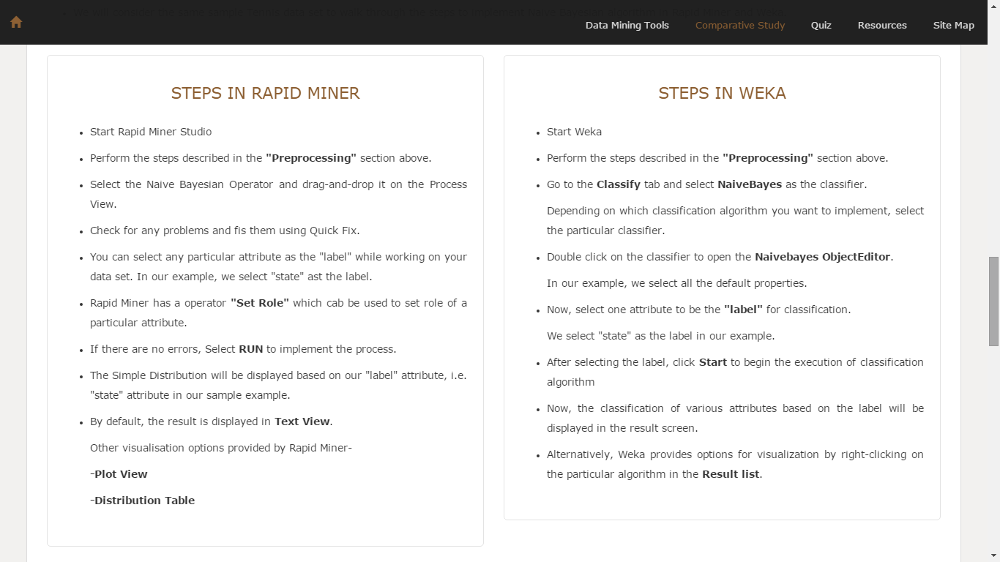 Data Mining Tools Comparative Study Quiz Resources Site Map
STEPS IN RAPID MINER
• Start Rapid Miner Studio
• Perform the steps described in the "Preprocessing" section above.
• Select the Naive Bayesian Operator and drag-and-drop it on the Process
View.
• Check for any problems and fis them using Quick Fix.
• You can select any particular attribute as the "label" while working on your
data set. In our example, we select "state" ast the label.
• Rapid Miner has a operator "Set Role" which cab be used to set role of a
particular attribute.
• If there are no errors, Select RUN to implement the process.
• The Simple Distribution will be displayed based on our "label" attribute, i.e.
"state" attribute in our sample example.
• By default, the result is displayed in Text View.
Other visualisation options provided by Rapid Miner-
-Plot View
-Distribution Table
STEPS IN WEKA
• Start Weka
• Perform the steps described in the "Preprocessing" section above.
• Go to the Classify tab and select NaiveBayes as the classifier.
Depending on which classification algorithm you want to implement, select
the particular classifier.
• Double click on the classifier to open the Naivebayes ObjectEditor.
In our example, we select all the default properties.
• Now, select one attribute to be the "label" for classification.
We select "state" as the label in our example.
• After selecting the label, click Start to begin the execution of classification
algorithm
• Now, the classification of various attributes based on the label will be
displayed in the result screen.
• Alternatively, Weka provides options for visualization by right-clicking on
the particular algorithm in the Result list.